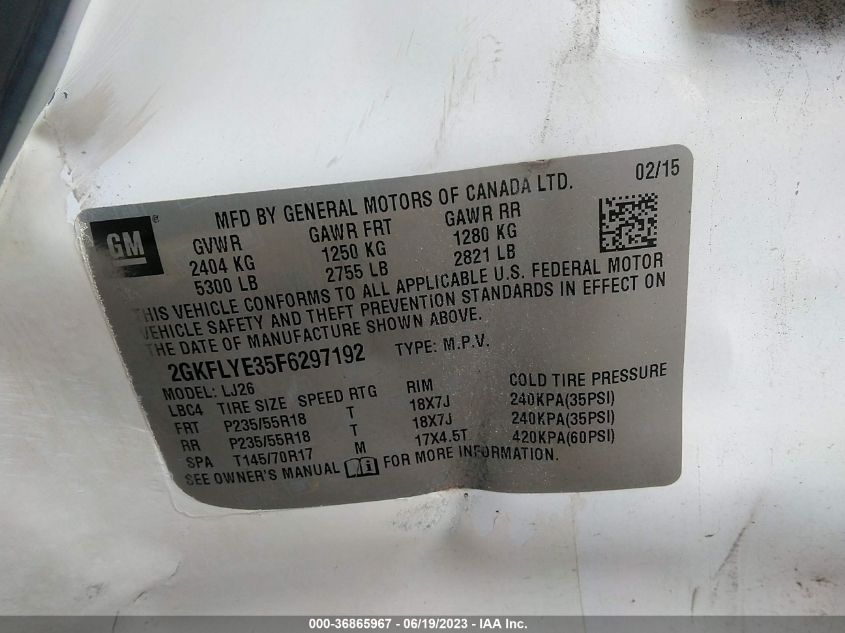 02/15
MFD BY GENERAL MOTORS OF CANADA LTD.
GM ®
GVWR GAWR FRT GAWR RR
2404 KG 1250 KG 1280 KG
5300 LB 2755 LB 2821 LB
THIS VEHICLE CONFORMS TO ALL APPLICABLE U.S. FEDERAL MOTOR
VEHICLE SAFETY AND THEFT PREVENTION STANDARDS IN EFFECT ON
THE DATE OF MANUFACTURE SHOWN ABOVE.
2GKFLYE35F6297192 TYPE: M.P.V.
MODEL: LJ26
LBC4 TIRE SIZE SPEED RTG RIM COLD TIRE PRESSURE
FRT P235/55R18 T 18X7J 240KPA(35PSI)
RR P235/55R18 T 18X7J 240KPA(35PSI)
SPA T145/70R17 M 17X4.5T 420KPA(60PSI)
SEE OWNER'S MANUAL FOR MORE INFORMATION.
000-36865967 - 06/19/2023 - IAA Inc.